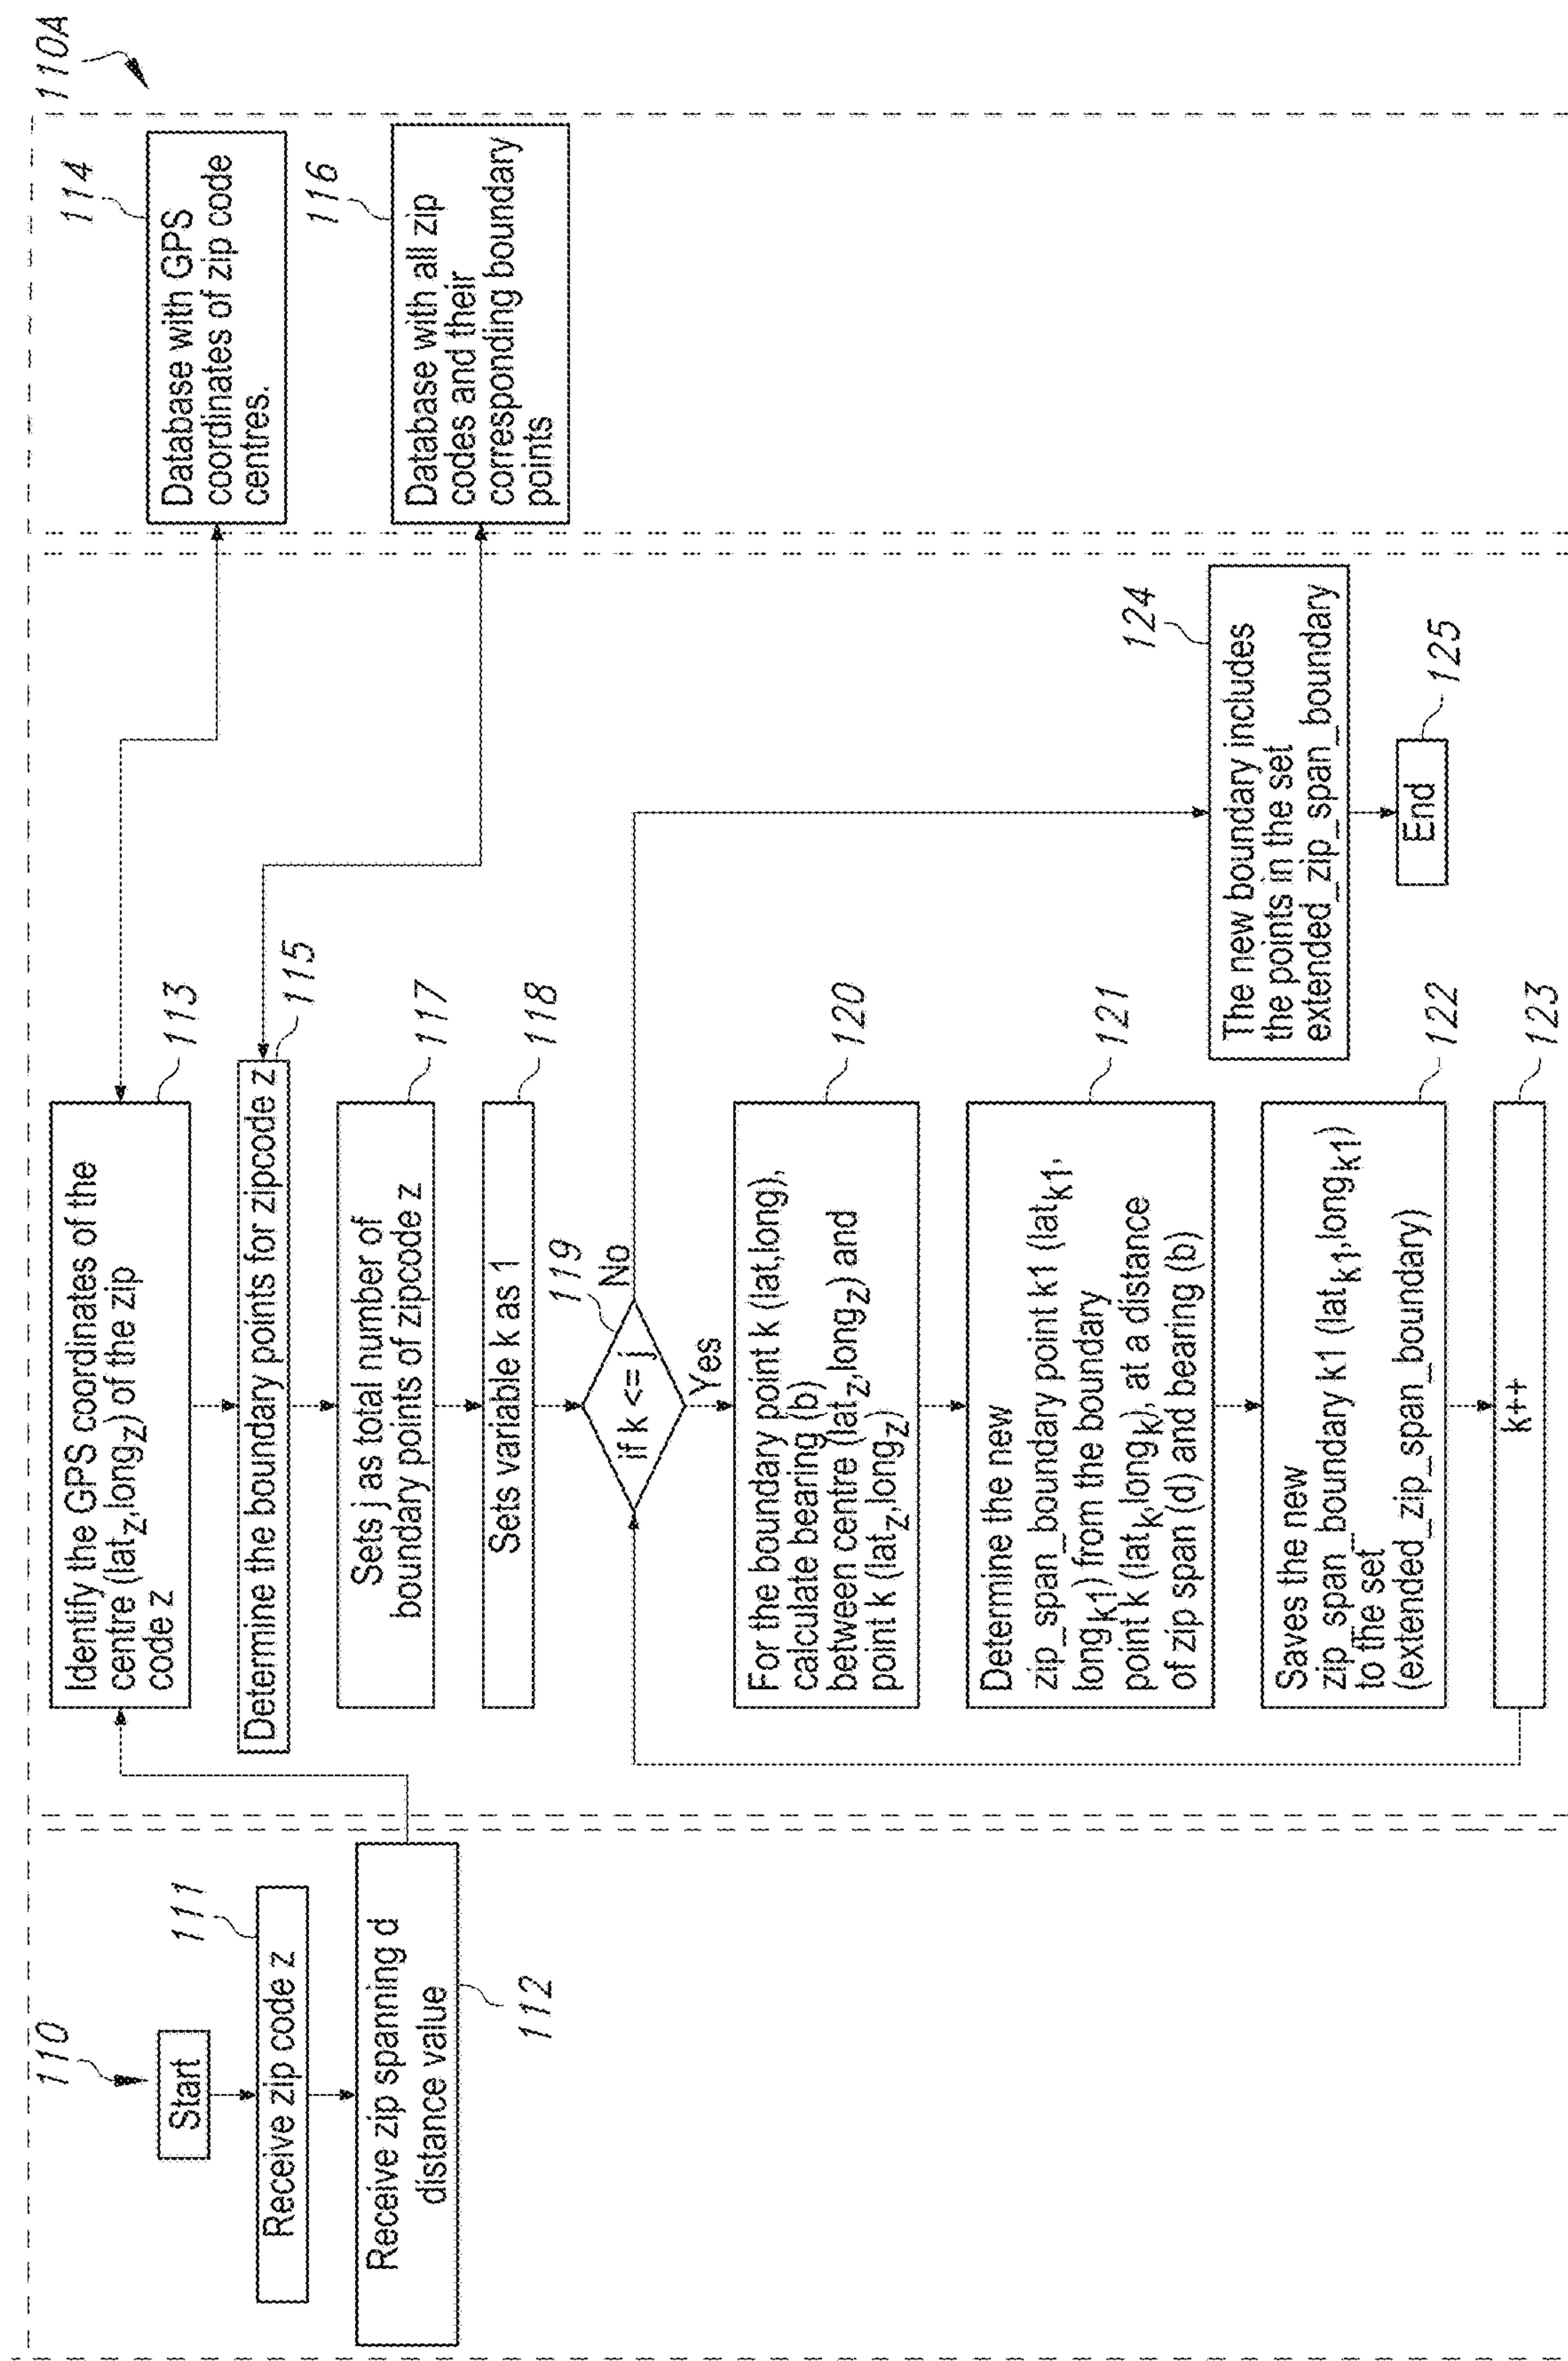 110A
110
Start
111
Receive zip code z
Receive zip spanning d
distance value
112
Identify the GPS coordinates of the
centre (lat_z,long_z) of the zip
code z
113
Determine the boundary points for zipcode z
115
Sets j as total number of
boundary points of zipcode z
117
Sets variable k as 1
118
119
if k <= j
No
Yes
For the boundary point k (lat,long),
calculate bearing (b)
between centre (lat_z,long_z) and
point k (lat_z,long_z)
120
Determine the new
zip_span_boundary point k1 (lat_k1,
long_k1) from the boundary
point k (lat_k,long_k), at a distance
of zip span (d) and bearing (b)
121
Saves the new
zip_span_boundary k1 (lat_k1,long_k1)
to the set
(extended_zip_span_boundary)
122
k++
123
124
The new boundary includes
the points in the set
extended_zip_span_boundary
End
125
114
Database with GPS
coordinates of zip code
centres.
116
Database with all zip
codes and their
corresponding boundary
points